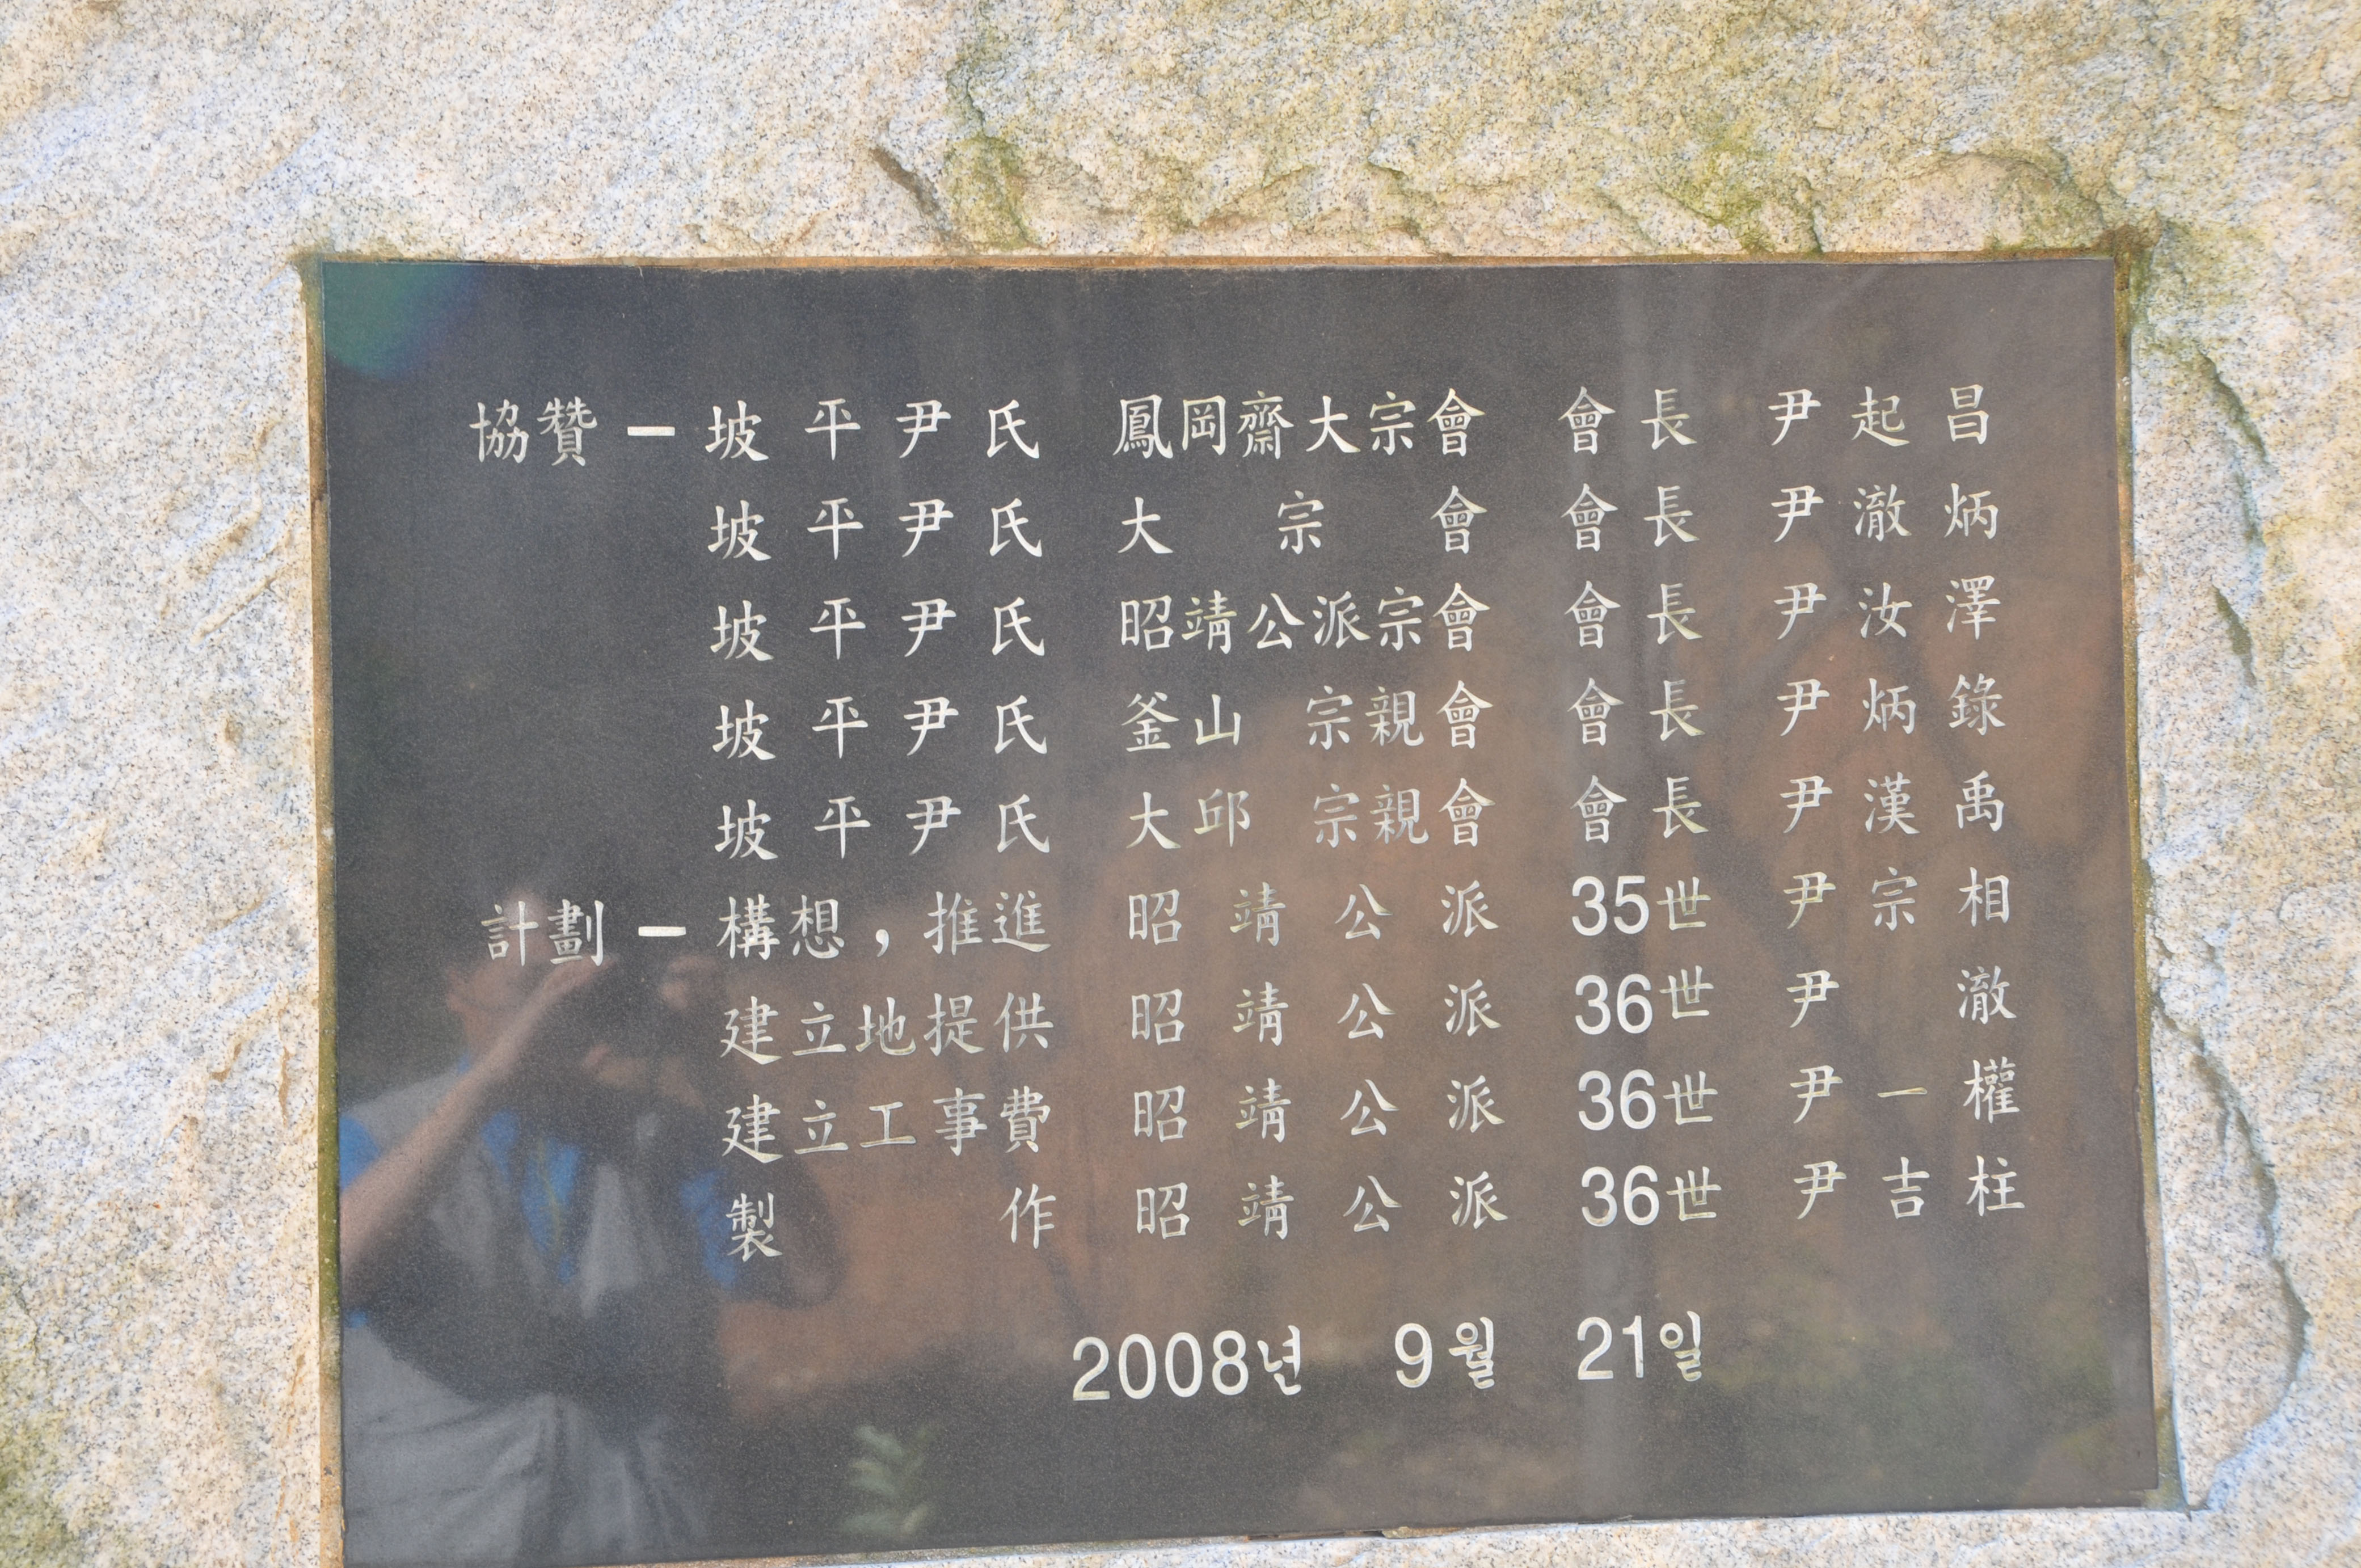 協贊 － 坡平尹氏 鳳岡齋大宗會 會長 尹起昌
坡平尹氏 大宗會 會長 尹澈炳
坡平尹氏 昭靖公派宗會 會長 尹汝澤
坡平尹氏 釜山 宗親會 會長 尹炳錄
坡平尹氏 大邱 宗親會 會長 尹漢禹
計劃 － 構想, 推進 昭靖公派 35世 尹宗相
建立地提供 昭靖公派 36世 尹澈
建立工事費 昭靖公派 36世 尹一權
製作 昭靖公派 36世 尹吉柱
2008년 9월 21일